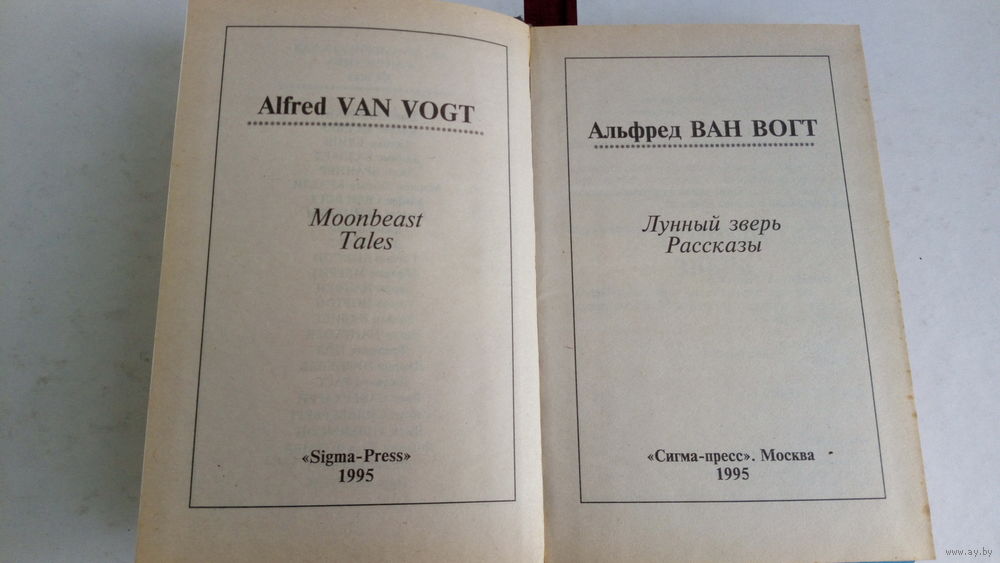 Alfred VAN VOGT
Moonbeast
Tales
«Sigma-Press»
1995
Альфред ВАН ВОГТ
Лунный зверь
Рассказы
«Сигма-пресс». Москва
1995
www.ay.by